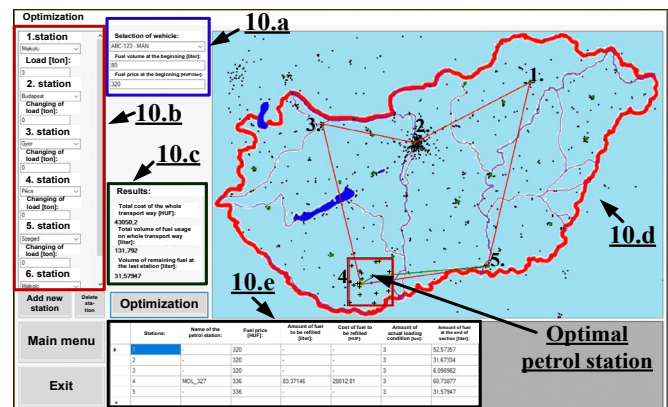 Optimization
10.a
1.station
Miskolc
Load [ton]:
3
2. station
Budapest
Changing of
load [ton]:
0
3. station
Gyor
Changing of
load [ton]:
0
4. station
Pécs
Changing of
load [ton]:
0
5. station
Szeged
Changing of
load [ton]:
0
6. station
Miskolc
Add new
station
Delete
sta-
tion
Main menu
Exit
Selection of wehicle:
ABC-123 - MAN
Fuel volume at the beginning [liter]:
80
Fuel price at the beginning [HUF/liter]:
320
10.b
10.c
Results:
Total cost of the whole
transport way [HUF]:
43050,2
Total volume of fuel usage
on whole transport way
[liter]:
131,792
Volume of remaining fuel at
the last station [liter]:
31,57947
Optimization
1.
2.
3.
4.
5.
10.d
10.e
Optimal
petrol station
Stations: Name of the petrol station: Fuel price [HUF]: Amount of fuel to be refilled [liter]: Cost of fuel to be refilled [HUF]: Amount of actual loading condition [ton]: Amount of fuel at the end of section [liter]:
1 - 320 - - 3 52,57357
2 - 320 - - 3 31,67334
3 - 320 - - 3 6,098982
4 MOL_327 336 83,37146 28012,81 3 60,73877
5 - 336 - - 3 31,57947